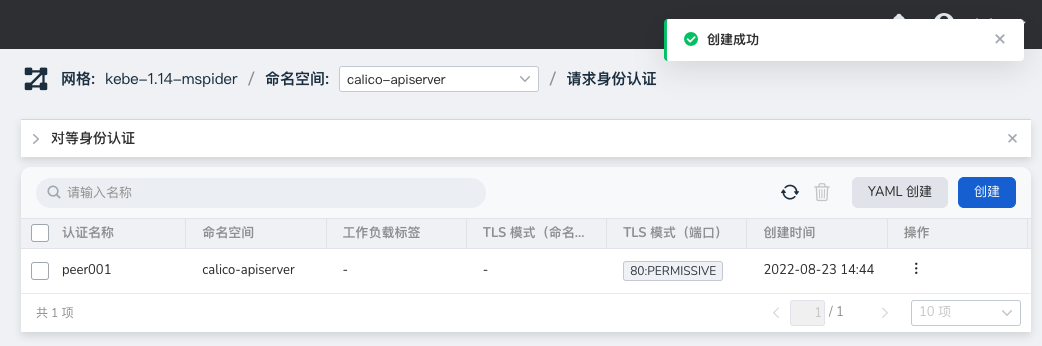 创建成功
网格: kebe-1.14-mspider / 命名空间: calico-apiserver / 请求身份认证
对等身份认证
请输入名称 YAML 创建 创建
认证名称 命名空间 工作负载标签 TLS 模式（命名... TLS 模式（端口） 创建时间 操作
peer001 calico-apiserver - - 80:PERMISSIVE 2022-08-23 14:44
共 1 项 1 / 1 10 项